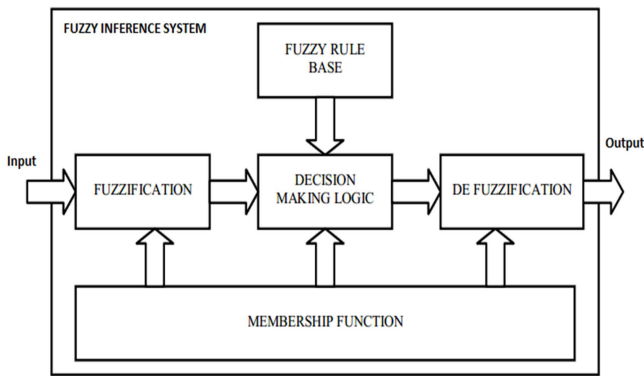 FUZZY INFERENCE SYSTEM
FUZZY RULE
BASE
Input
Output
FUZZIFICATION
DECISION
MAKING LOGIC
DE FUZZIFICATION
MEMBERSHIP FUNCTION